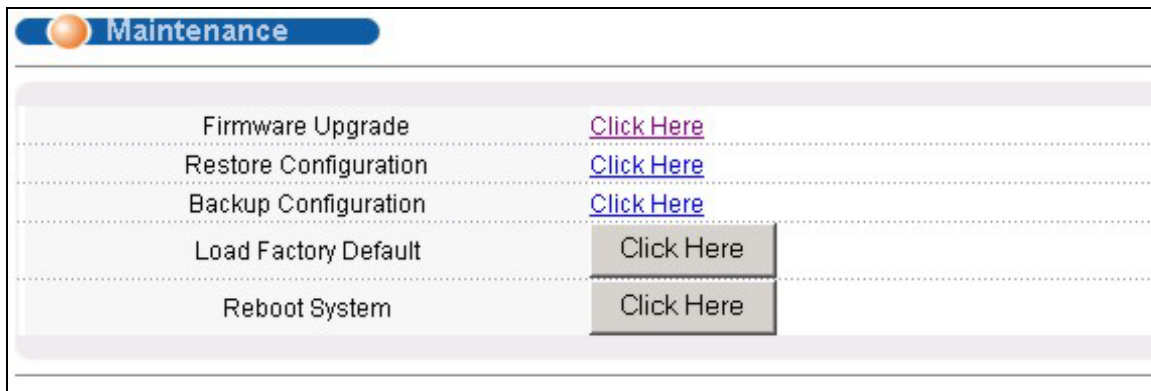 Maintenance
Firmware Upgrade Click Here
Restore Configuration Click Here
Backup Configuration Click Here
Load Factory Default Click Here
Reboot System Click Here